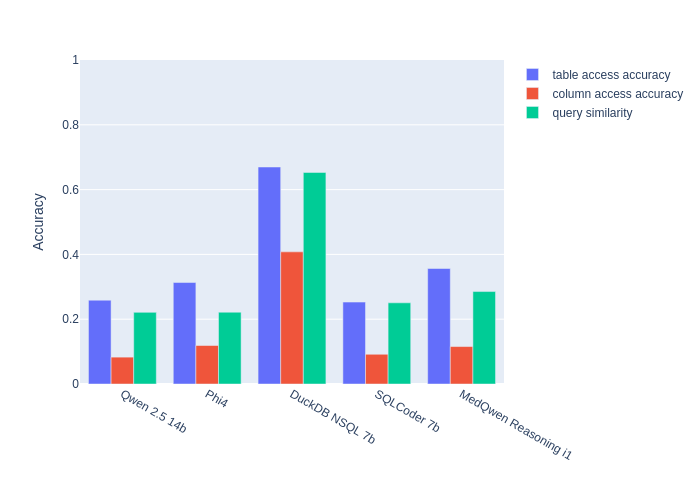 1
0.8
0.6
0.4
0.2
0
Accuracy
Qwen 2.5 14b
Phi4
DuckDB NSQL 7b
SQLCoder 7b
MedQwen Reasoning i1
table access accuracy
column access accuracy
query similarity